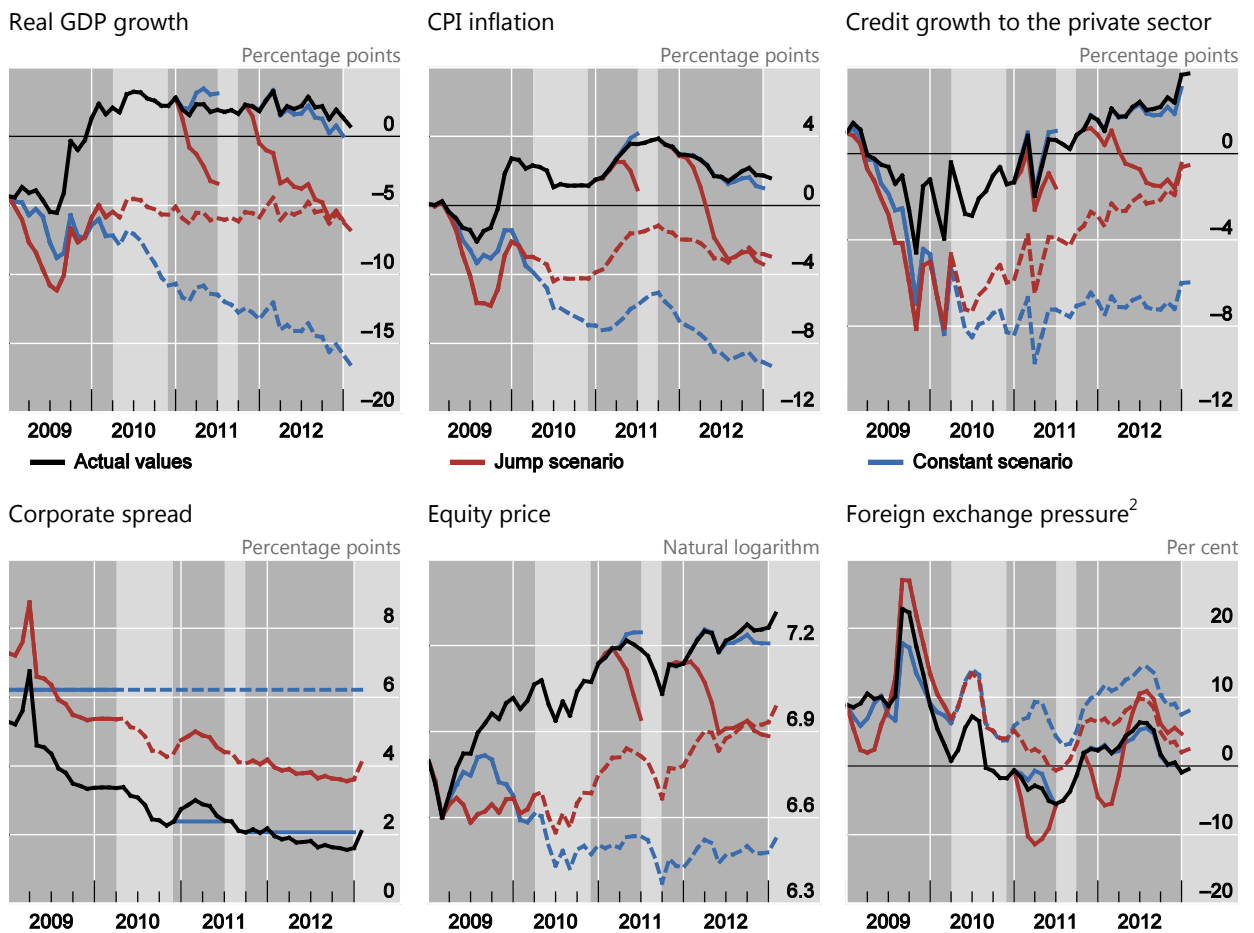 Real GDP growth
Percentage points
0
–5
–10
–15
–20
2009 2010 2011 2012
CPI inflation
Percentage points
4
0
–4
–8
–12
2009 2010 2011 2012
Credit growth to the private sector
Percentage points
0
–4
–8
–12
2009 2010 2011 2012
Actual values
Jump scenario
Constant scenario
Corporate spread
Percentage points
8
6
4
2
0
2009 2010 2011 2012
Equity price
Natural logarithm
7.2
6.9
6.6
6.3
2009 2010 2011 2012
Foreign exchange pressure²
Per cent
20
10
0
–10
–20
2009 2010 2011 2012